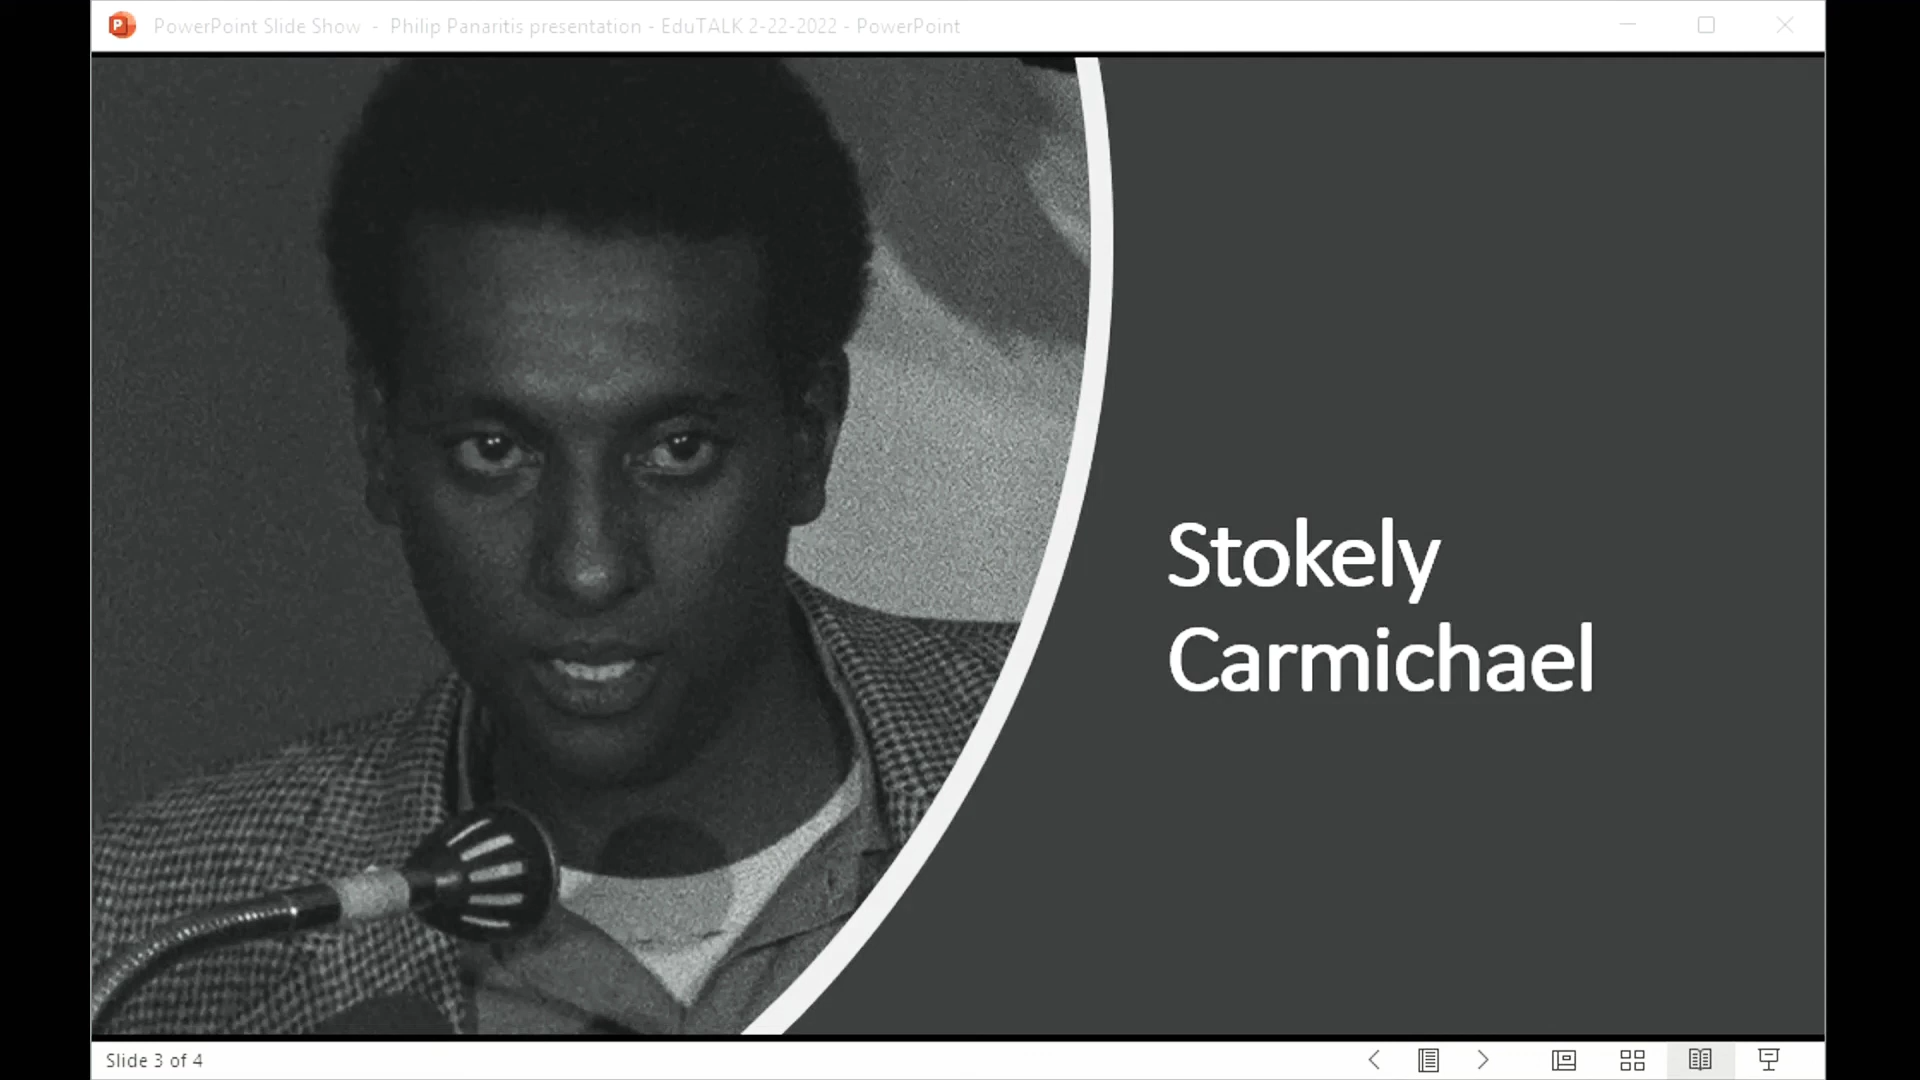 P PowerPoint Slide Show - Philip Panaritis presentation - EduTALK 2-22-2022 - PowerPoint
Stokely
Carmichael
Slide 3 of 4